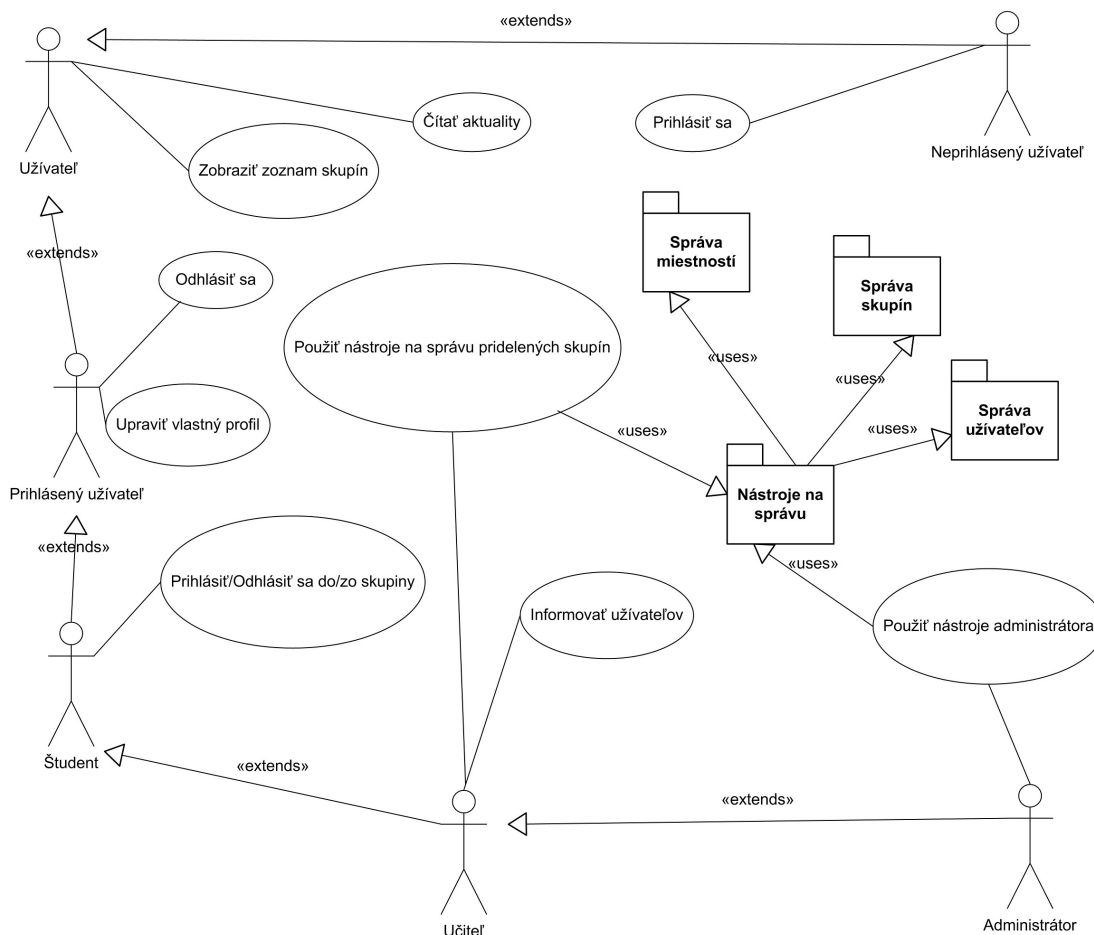 «extends»
Čítať aktuality
Prihlásiť sa
Užívateľ
Neprihlásený užívateľ
Zobraziť zoznam skupín
Správa
miestností
«extends»
Odhlásiť sa
Správa
skupín
Použiť nástroje na správu pridelených skupín
«uses»
«uses»
Upraviť vlastný profil
Správa
užívateľov
«uses»
«uses»
Prihlásený užívateľ
Nástroje na
správu
«extends»
«uses»
Prihlásiť/Odhlásiť sa do/zo skupiny
Informovať užívateľov
Použiť nástroje administrátora
Študent
«extends»
«extends»
Učiteľ
Administrátor